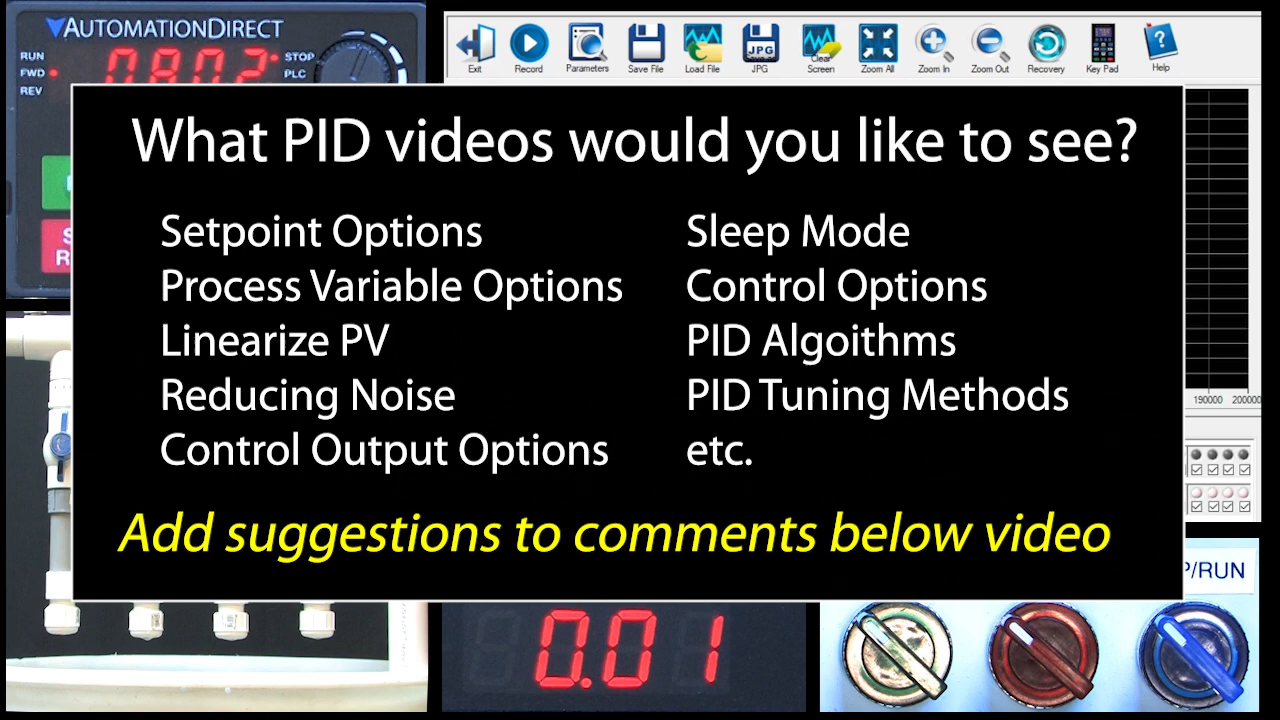 AUTOMATIONDIRECT
RUN
FWD
REV
0802
STOP
PLC
Exit
Record
Parameters
Save File
Load File
JPG
JPG
Clear Screen
Zoom All
Zoom In
Zoom Out
Recovery
Key Pad
Help
What PID videos would you like to see?
Setpoint Options
Process Variable Options
Linearize PV
Reducing Noise
Control Output Options
Sleep Mode
Control Options
PID Algoithms
PID Tuning Methods
etc.
Add suggestions to comments below video
190000
200000
P/RUN
0.01